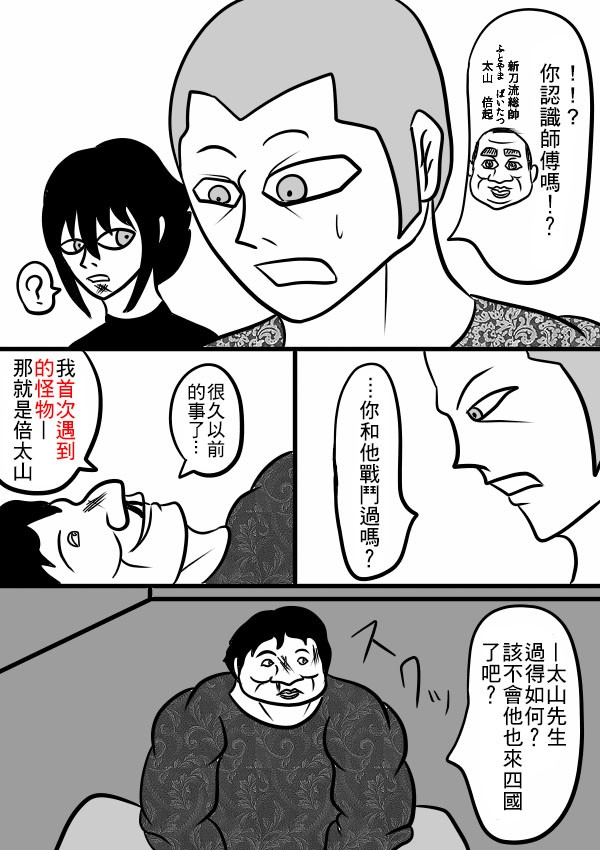 ！！？
你認識師傅嗎！？
新刀流総帥
ふとやま ばいたつ
太山 倍起
？
……你和他戰鬥過嗎？
很久以前
的事了…
我首次遇到
的怪物ー
那就是倍太山
スクッ
ー太山先生
過得如何？
該不會他也來四國
了吧？